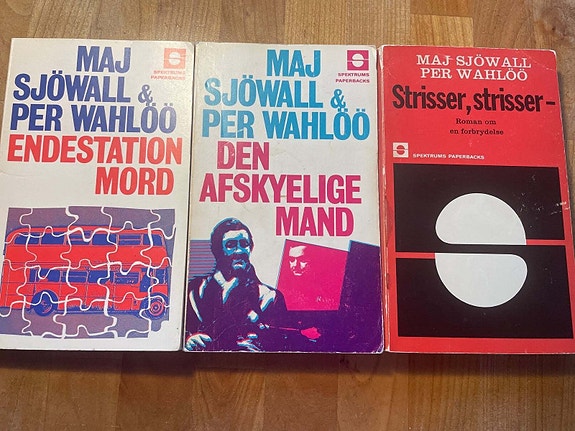 MAJ
SJÖWALL &
PER WAHLÖÖ
ENDESTATION
MORD
SPEKTRUMS
PAPERBACKS
MAJ
SJÖWALL &
PER WAHLÖÖ
DEN
AFSKYELIGE
MAND
SPEKTRUMS
PAPERBACKS
MAJ SJÖWALL
PER WAHLÖÖ
Strisser, strisser-
Roman om
en forbrydelse
SPEKTRUMS PAPERBACKS